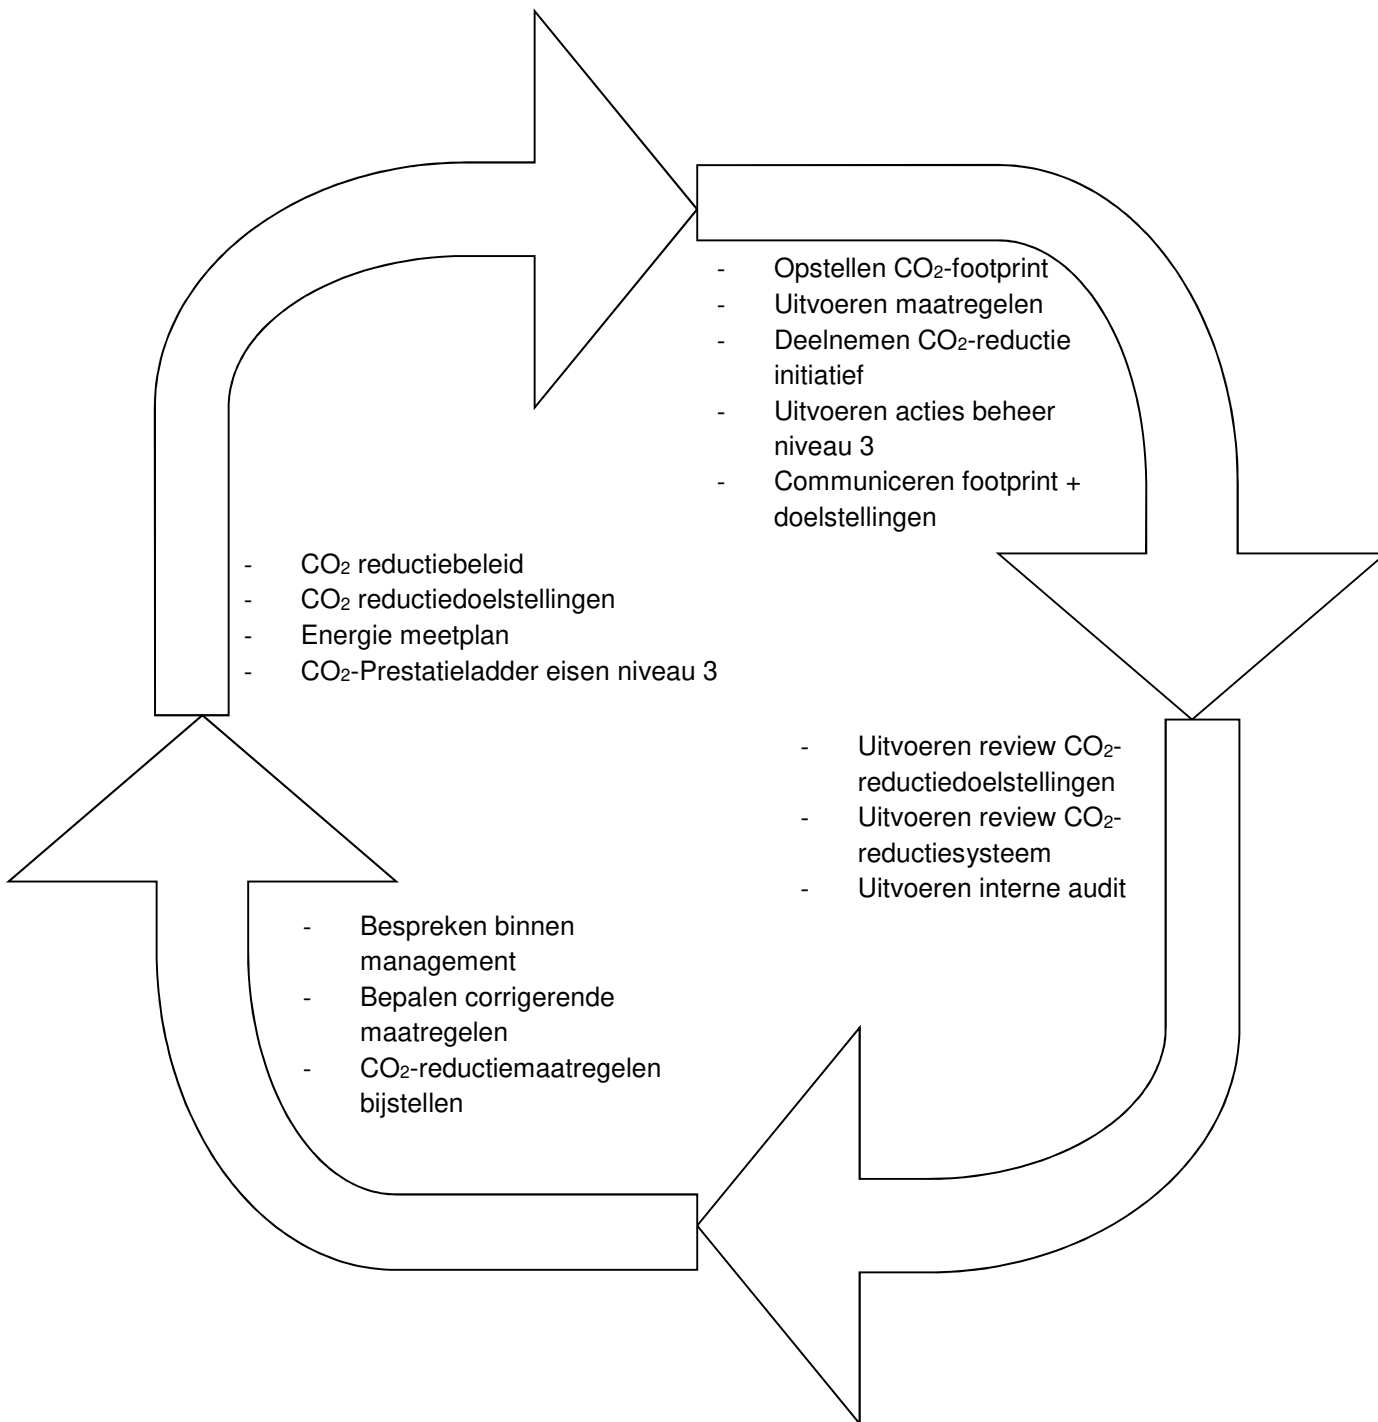 - Opstellen CO₂-footprint
- Uitvoeren maatregelen
- Deelnemen CO₂-reductie
initiatief
- Uitvoeren acties beheer
niveau 3
- Communiceren footprint +
doelstellingen
- CO₂ reductiebeleid
- CO₂ reductiedoelstellingen
- Energie meetplan
- CO₂-Prestatieladder eisen niveau 3
- Uitvoeren review CO₂-
reductiedoelstellingen
- Uitvoeren review CO₂-
reductiesysteem
- Uitvoeren interne audit
- Bespreken binnen
management
- Bepalen corrigerende
maatregelen
- CO₂-reductiemaatregelen
bijstellen